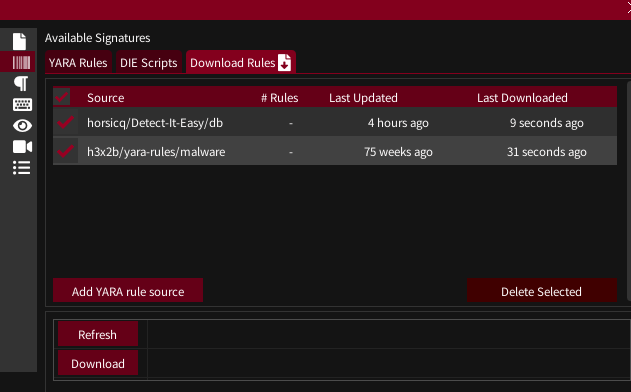 Available Signatures
YARA Rules DIE Scripts Download Rules
Source # Rules Last Updated Last Downloaded
horsicq/Detect-It-Easy/db - 4 hours ago 9 seconds ago
h3x2b/yara-rules/malware - 75 weeks ago 31 seconds ago
Add YARA rule source Delete Selected
Refresh
Download